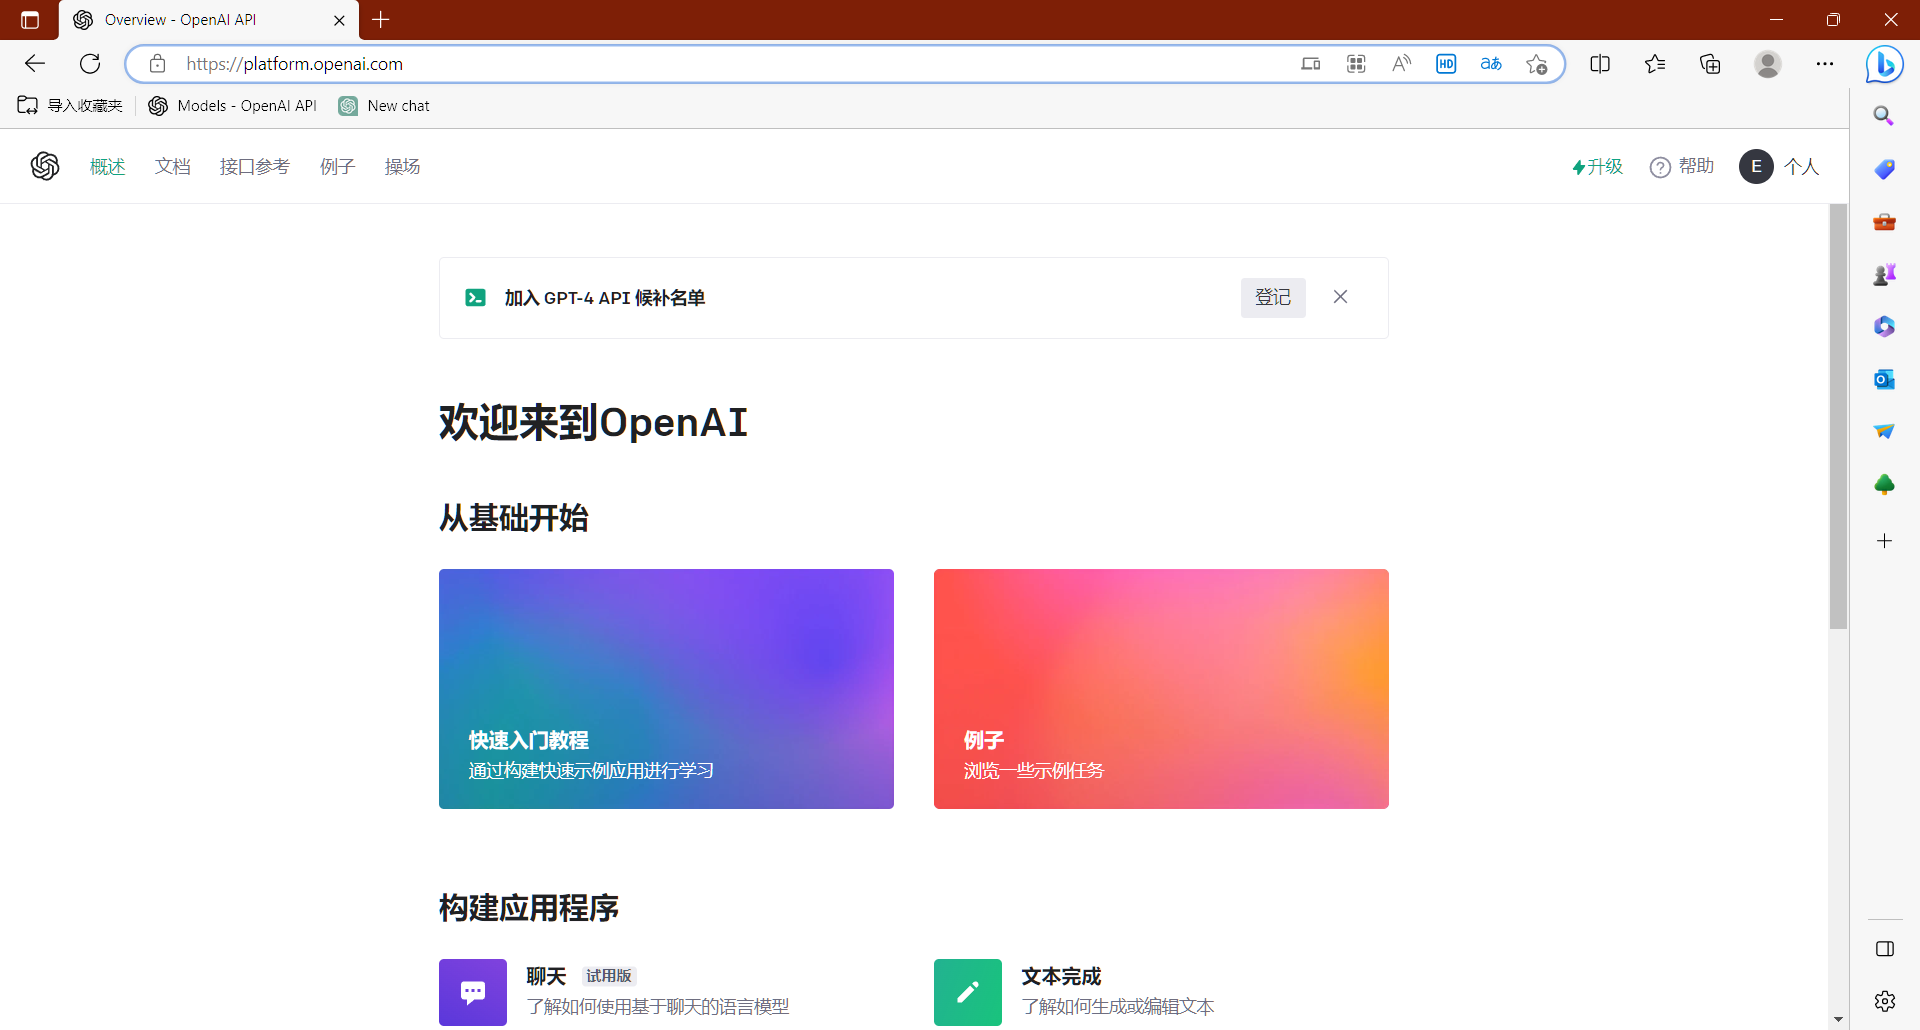 Overview - OpenAI API
https://platform.openai.com
A
HD
aあ
导入收藏夹
Models - OpenAI API
New chat
概述
文档
接口参考
例子
操场
升级
帮助
E
个人
加入 GPT-4 API 候补名单
登记
欢迎来到OpenAI
从基础开始
快速入门教程
通过构建快速示例应用进行学习
例子
浏览一些示例任务
构建应用程序
聊天 试用版
了解如何使用基于聊天的语言模型
文本完成
了解如何生成或编辑文本